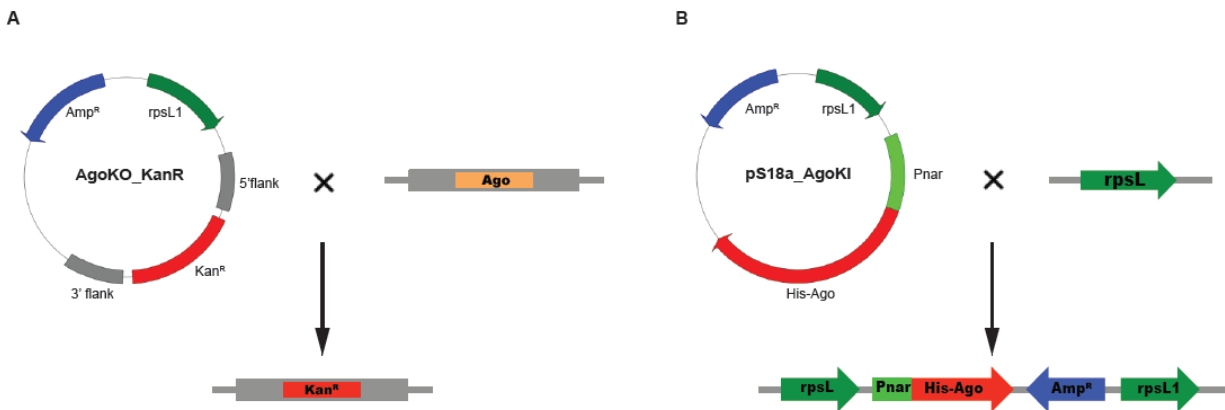 A
Amp^R
rpsL1
AgoKO_KanR
5'flank
Kan^R
3' flank
Ago
Kan^R
B
Amp^R
rpsL1
pS18a_AgoKI
Pnar
His-Ago
rpsL
rpsL
Pnar
His-Ago
Amp^R
rpsL1